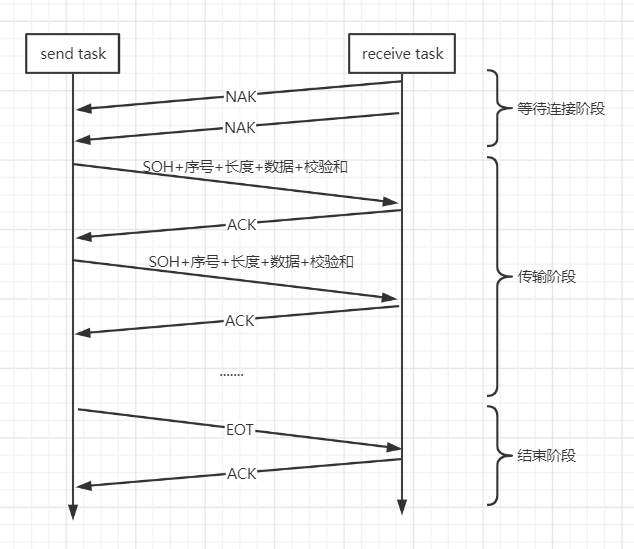 send task
receive task
NAK
等待连接阶段
NAK
SOH+序号+长度+数据+校验和
ACK
SOH+序号+长度+数据+校验和
传输阶段
ACK
.......
EOT
结束阶段
ACK